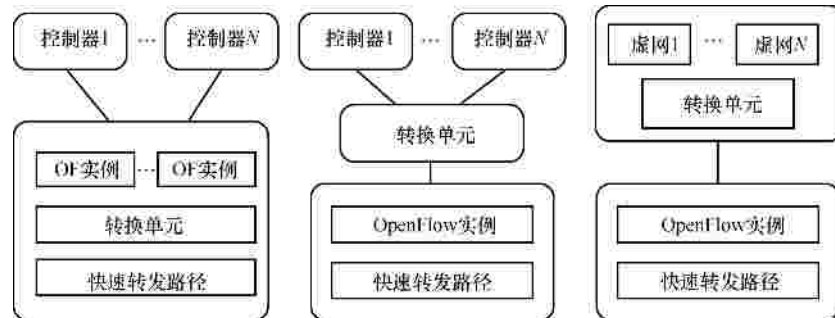 控制器1 … 控制器N
OF实例 … OF实例
转换单元
快速转发路径
控制器1 … 控制器N
转换单元
OpenFlow实例
快速转发路径
虚网1 … 虚网N
转换单元
OpenFlow实例
快速转发路径